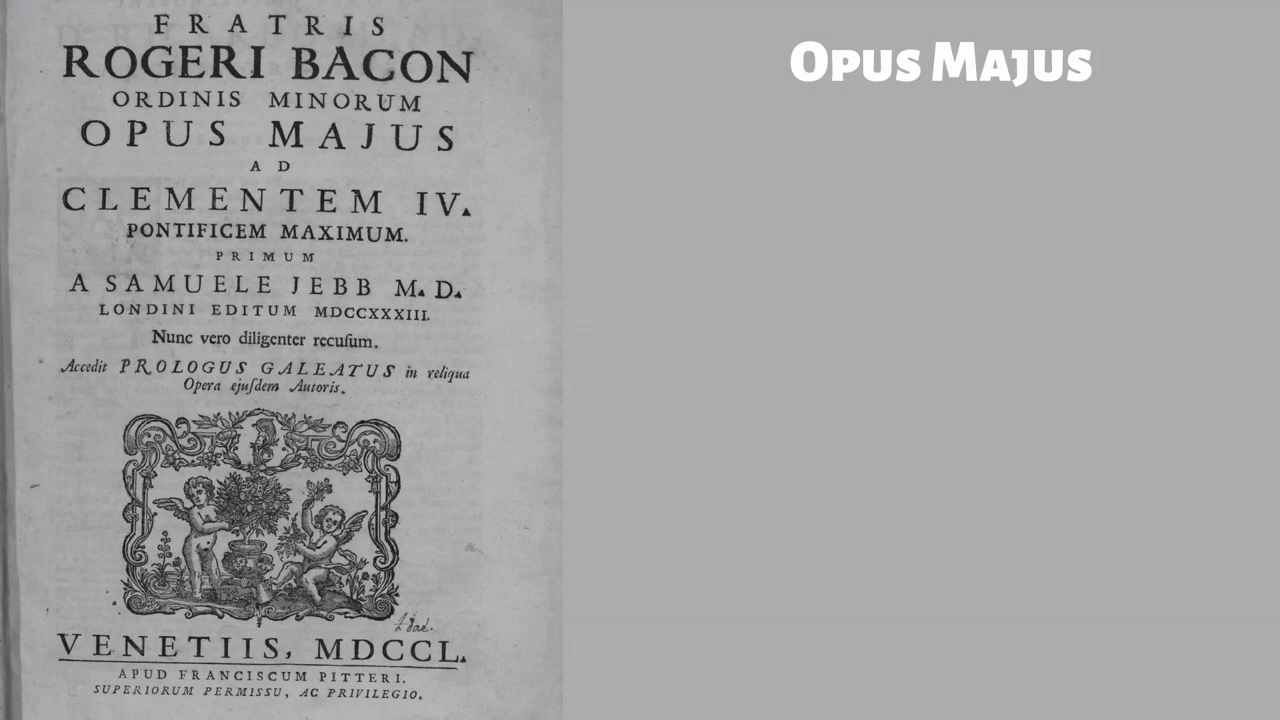 FRATRIS
ROGERI BACON
ORDINIS MINORUM
OPUS MAJUS
AD
CLEMENTEM IV.
PONTIFICEM MAXIMUM.
PRIMUM
A SAMUELE JEBB M. D.
LONDINI EDITUM MDCCXXXIII.
Nunc vero diligenter recuſum.
Accedit PROLOGUS GALEATUS in reliqua
Opera ejuſdem Autoris.
VENETIIS, MDCCL.
APUD FRANCISCUM PITTERI.
SUPERIORUM PERMISSU, AC PRIVILEGIO.
Opus Majus